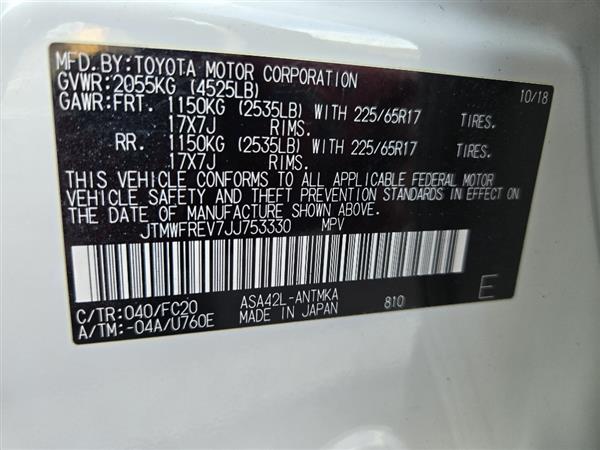 MFD.BY:TOYOTA MOTOR CORPORATION 10/18
GVWR:2055KG (4525LB)
GAWR:FRT. 1150KG (2535LB) WITH 225/65R17 TIRES.
17X7J RIMS.
RR. 1150KG (2535LB) WITH 225/65R17 TIRES.
17X7J RIMS.
THIS VEHICLE CONFORMS TO ALL APPLICABLE FEDERAL MOTOR
VEHICLE SAFETY AND THEFT PREVENTION STANDARDS IN EFFECT ON
THE DATE OF MANUFACTURE SHOWN ABOVE.
JTMWFREV7JJ753330 MPV
C/TR:040/FC20 ASA42L-ANTMKA 810 E
A/TM:-04A/U760E MADE IN JAPAN